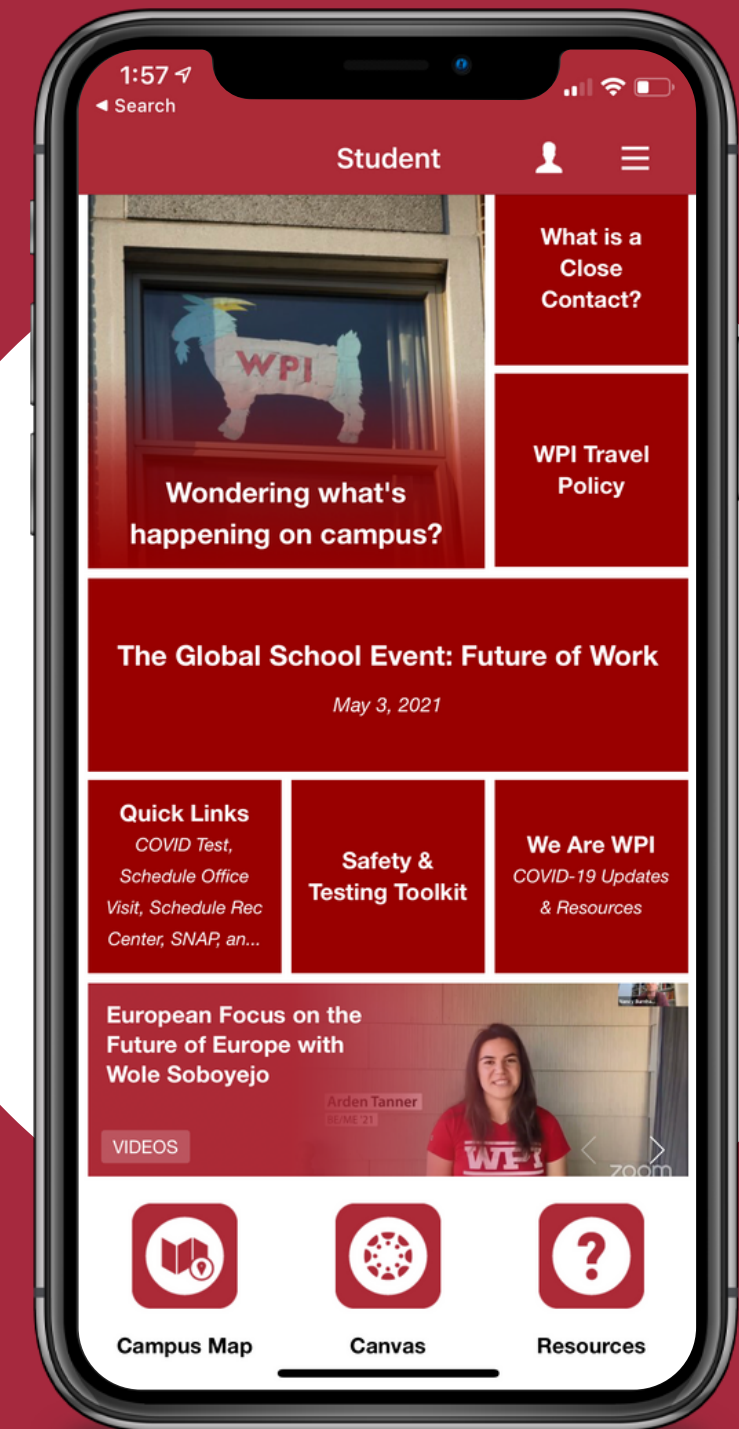 1:57
◀ Search
Student
WPI
Wondering what's
happening on campus?
What is a
Close
Contact?
WPI Travel
Policy
The Global School Event: Future of Work
May 3, 2021
Quick Links
COVID Test,
Schedule Office
Visit, Schedule Rec
Center, SNAP, an...
Safety &
Testing Toolkit
We Are WPI
COVID-19 Updates
& Resources
European Focus on the
Future of Europe with
Wole Soboyejo
Arden Tanner
BE/ME '21
VIDEOS
WPI
zoom
Campus Map
Canvas
Resources